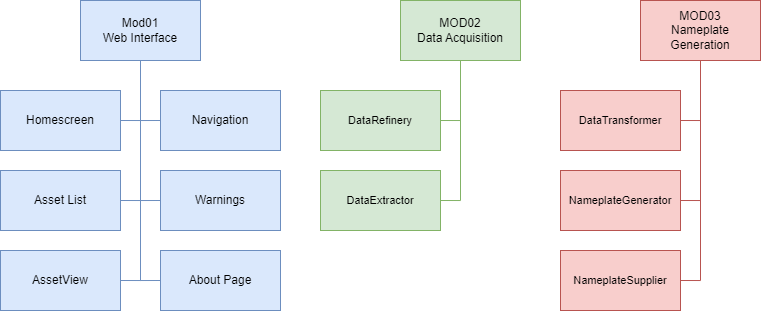 Mod01
Web Interface
Homescreen
Navigation
Asset List
Warnings
AssetView
About Page
MOD02
Data Acquisition
DataRefinery
DataExtractor
MOD03
Nameplate
Generation
DataTransformer
NameplateGenerator
NameplateSupplier